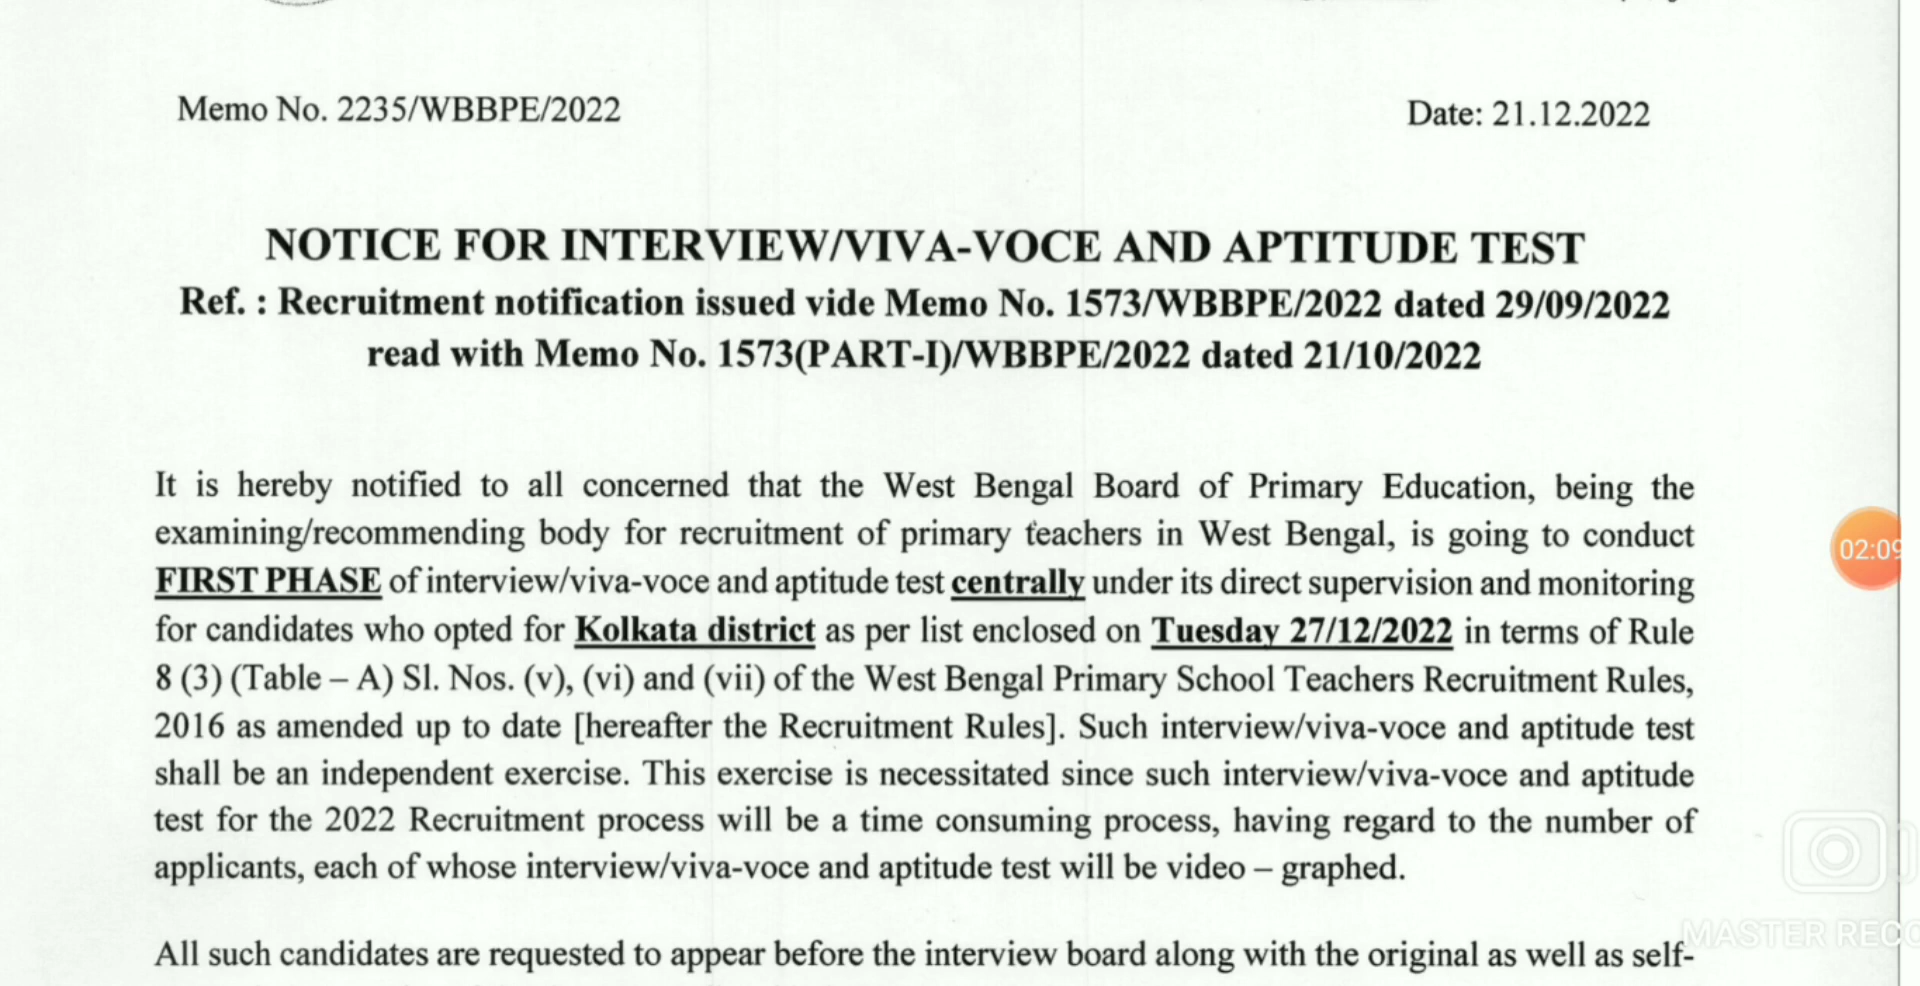 Memo No. 2235/WBBPE/2022
Date: 21.12.2022
NOTICE FOR INTERVIEW/VIVA-VOCE AND APTITUDE TEST
Ref. : Recruitment notification issued vide Memo No. 1573/WBBPE/2022 dated 29/09/2022
read with Memo No. 1573(PART-I)/WBBPE/2022 dated 21/10/2022
It is hereby notified to all concerned that the West Bengal Board of Primary Education, being the
examining/recommending body for recruitment of primary teachers in West Bengal, is going to conduct
FIRST PHASE of interview/viva-voce and aptitude test centrally under its direct supervision and monitoring
for candidates who opted for Kolkata district as per list enclosed on Tuesday 27/12/2022 in terms of Rule
8 (3) (Table – A) Sl. Nos. (v), (vi) and (vii) of the West Bengal Primary School Teachers Recruitment Rules,
2016 as amended up to date [hereafter the Recruitment Rules]. Such interview/viva-voce and aptitude test
shall be an independent exercise. This exercise is necessitated since such interview/viva-voce and aptitude
test for the 2022 Recruitment process will be a time consuming process, having regard to the number of
applicants, each of whose interview/viva-voce and aptitude test will be video – graphed.
All such candidates are requested to appear before the interview board along with the original as well as self-
02:09
MASTER RECO